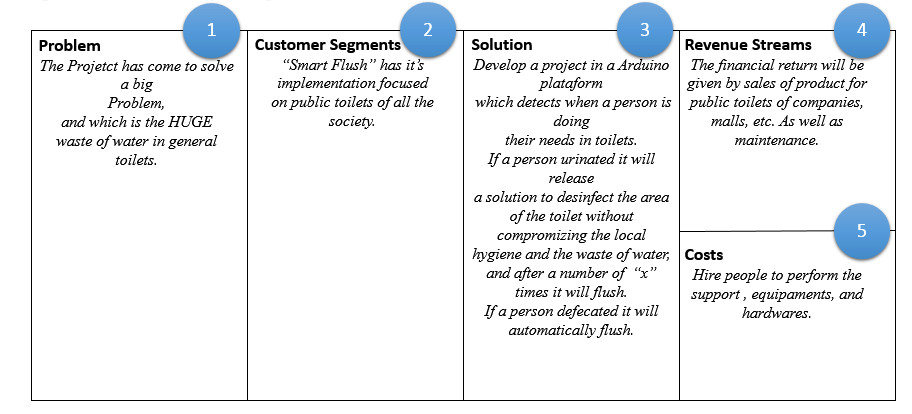 1
Problem
The Projetct has come to solve
a big
Problem,
and which is the HUGE
waste of water in general
toilets.
2
Customer Segments
“Smart Flush” has it’s
implementation focused
on public toilets of all the
society.
3
Solution
Develop a project in a Arduino
plataform
which detects when a person is
doing
their needs in toilets.
If a person urinated it will
release
a solution to desinfect the area
of the toilet without
compromizing the local
hygiene and the waste of water,
and after a number of “x”
times it will flush.
If a person defecated it will
automatically flush.
4
Revenue Streams
The financial return will be
given by sales of product for
public toilets of companies,
malls, etc. As well as
maintenance.
5
Costs
Hire people to perform the
support , equipaments, and
hardwares.